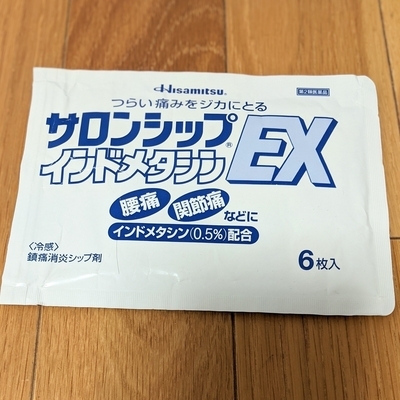 Hisamitsu®
第2類医薬品
つらい痛みをジカにとる
サロンシップ®
インドメタシンEX
腰痛 関節痛 などに
インドメタシン(0.5%)配合
〈冷感〉
鎮痛消炎シップ剤
6枚入